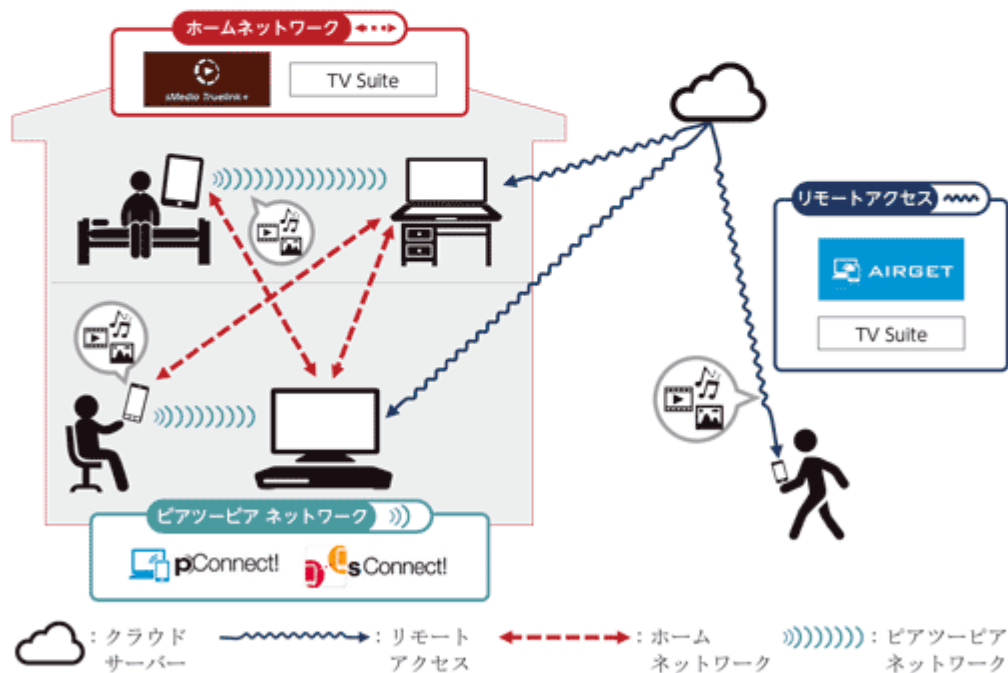 ホームネットワーク
sMedio Truelink+
TV Suite
リモートアクセス
AIRGET
TV Suite
ピアツーピア ネットワーク
pConnect!
sConnect!
：クラウド
サーバー
：リモート
アクセス
：ホーム
ネットワーク
：ピアツーピア
ネットワーク